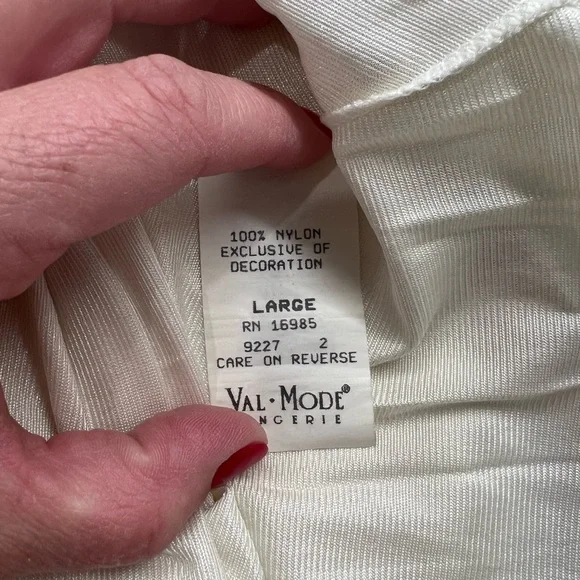 100% NYLON
EXCLUSIVE OF
DECORATION
LARGE
RN 16985
9227 2
CARE ON REVERSE
VAL·MODE®